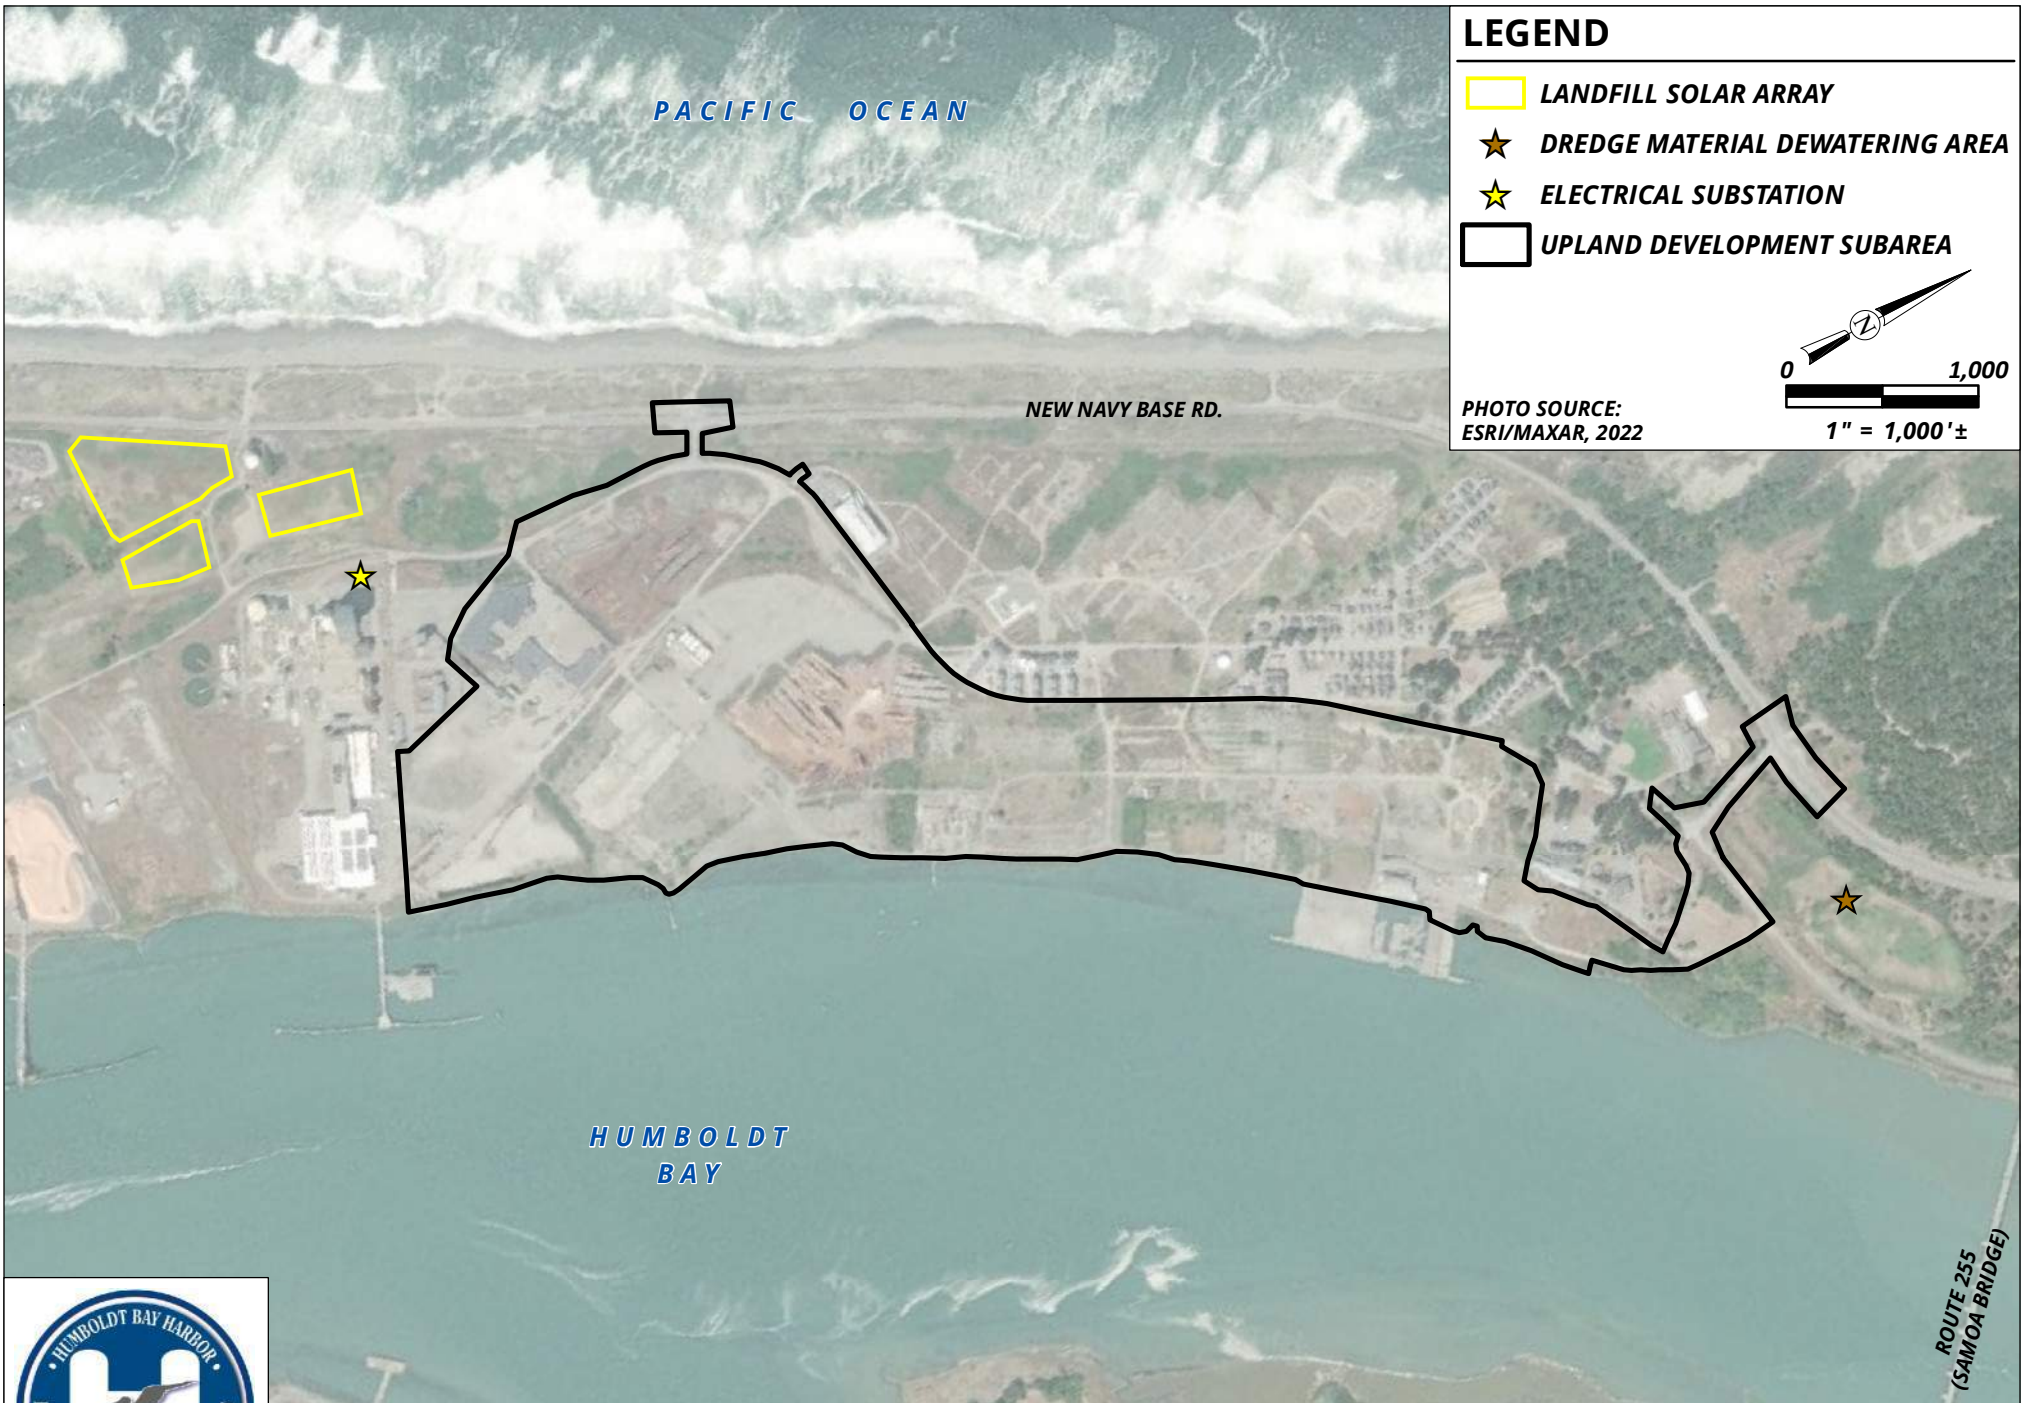 PACIFIC OCEAN
LEGEND
LANDFILL SOLAR ARRAY
DREDGE MATERIAL DEWATERING AREA
ELECTRICAL SUBSTATION
UPLAND DEVELOPMENT SUBAREA
N
0 1,000
PHOTO SOURCE:
ESRI/MAXAR, 2022
1" = 1,000'±
NEW NAVY BASE RD.
HUMBOLDT
BAY
ROUTE 255
(SAMOA BRIDGE)
• HUMBOLDT BAY HARBOR •